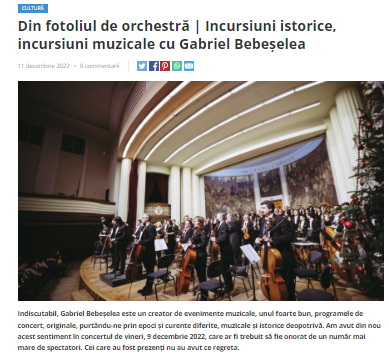 CULTURĂ
Din fotoliul de orchestră | Incursiuni istorice,
incursiuni muzicale cu Gabriel Bebeșelea
11 decembrie 2022 • 0 comentarii
Indiscutabil, Gabriel Bebeșelea este un creator de evenimente muzicale, unul foarte bun, programele de
concert, originale, purtându-ne prin epoci și curente diferite, muzicale și istorice deopotrivă. Am avut din nou
acest sentiment în concertul de vineri, 9 decembrie 2022, care ar fi trebuit să fie onorat de un număr mai
mare de spectatori. Cei care au fost prezenți nu au avut ce regreta.